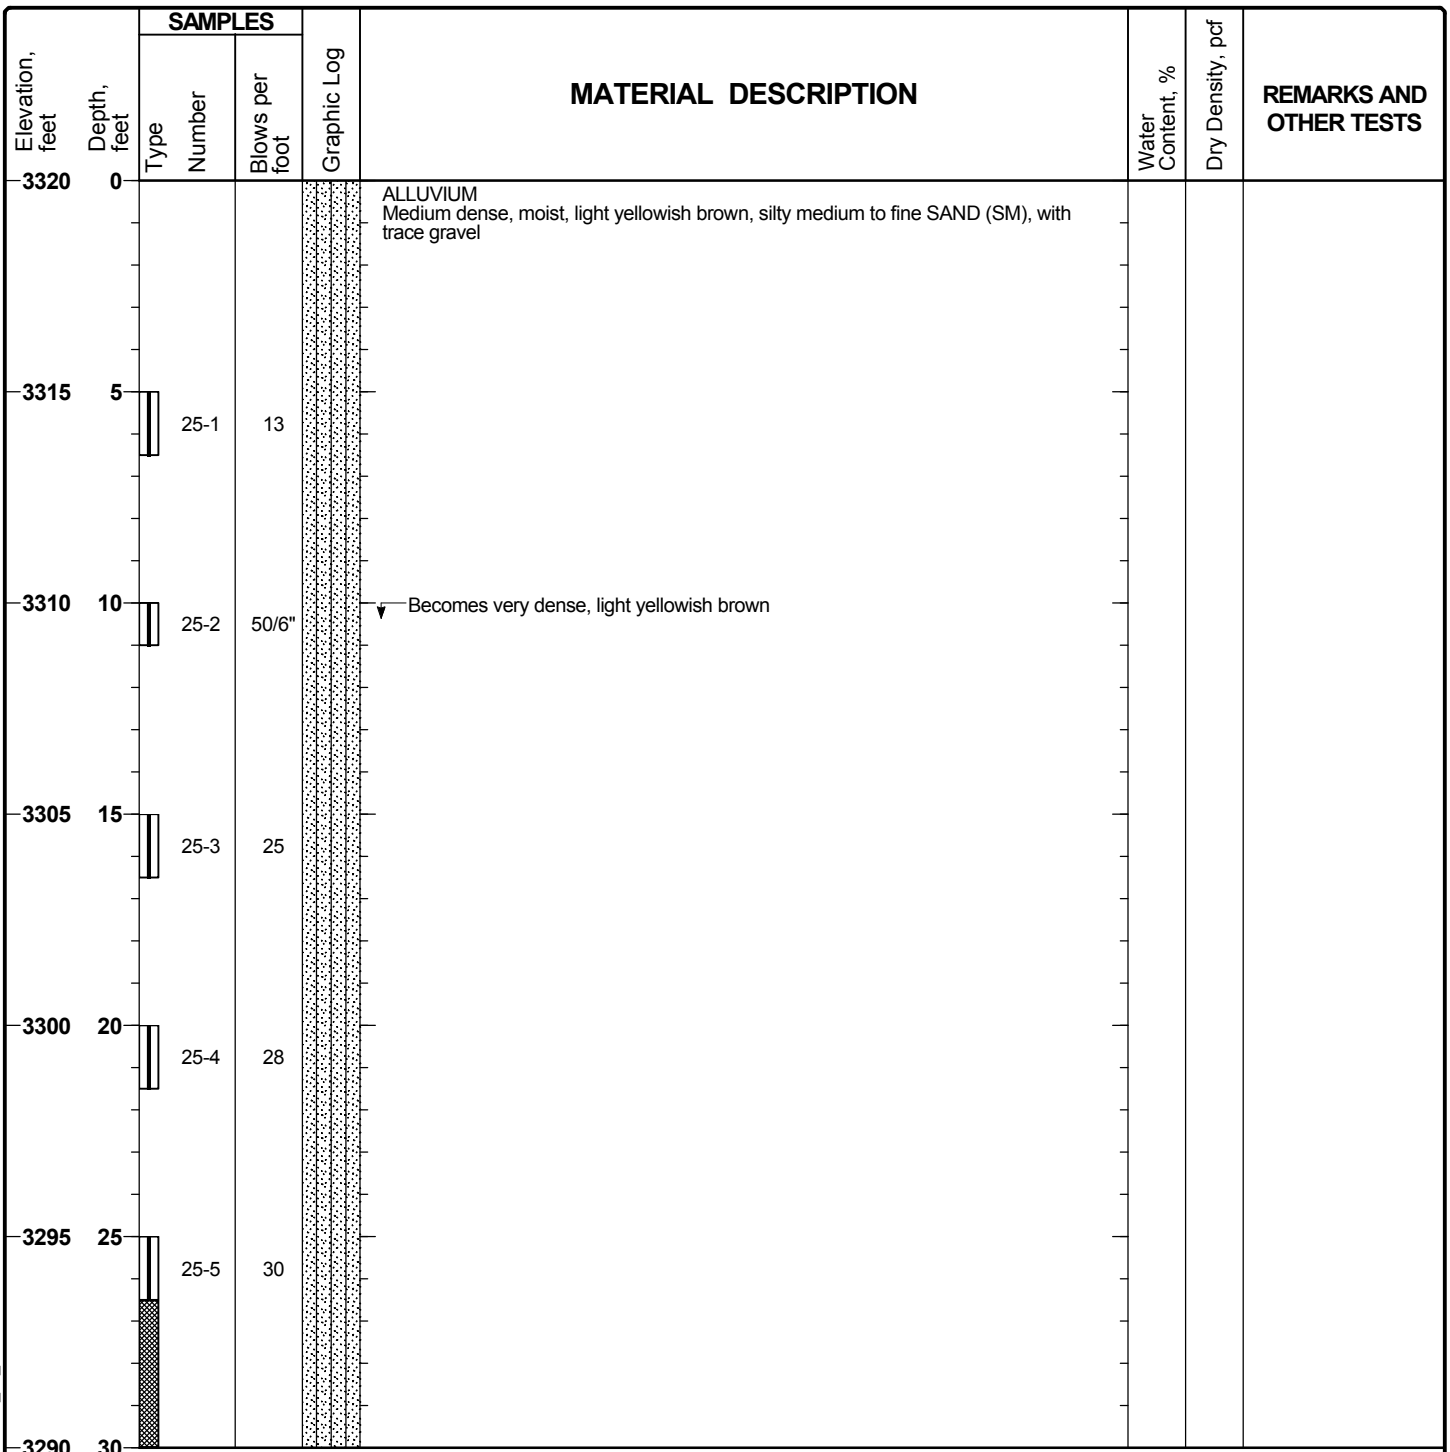 SAMPLES
Elevation,
feet
Depth,
feet
Type
Number
Blows per
foot
Graphic Log
MATERIAL DESCRIPTION
Water
Content, %
Dry Density, pcf
REMARKS AND
OTHER TESTS
3320 0
ALLUVIUM
Medium dense, moist, light yellowish brown, silty medium to fine SAND (SM), with
trace gravel
3315 5
25-1 13
3310 10
Becomes very dense, light yellowish brown
25-2 50/6"
3305 15
25-3 25
3300 20
25-4 28
3295 25
25-5 30
3290 30